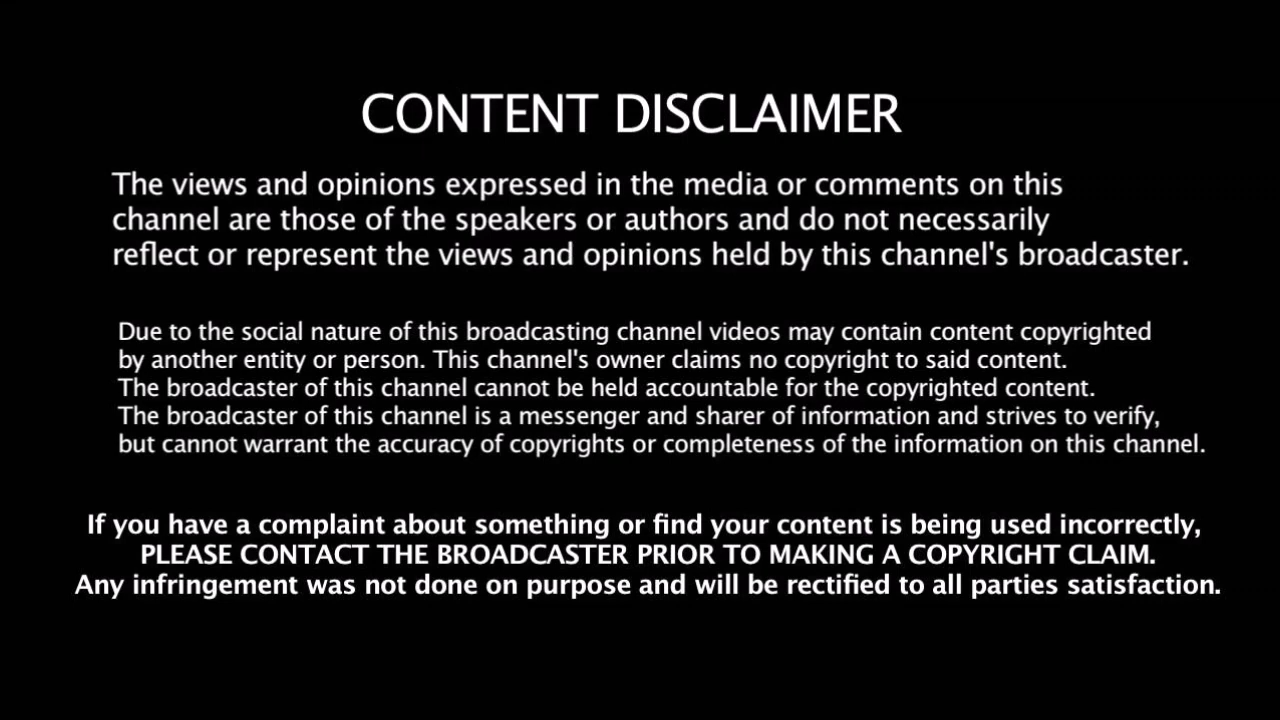 CONTENT DISCLAIMER
The views and opinions expressed in the media or comments on this
channel are those of the speakers or authors and do not necessarily
reflect or represent the views and opinions held by this channel's broadcaster.
Due to the social nature of this broadcasting channel videos may contain content copyrighted
by another entity or person. This channel's owner claims no copyright to said content.
The broadcaster of this channel cannot be held accountable for the copyrighted content.
The broadcaster of this channel is a messenger and sharer of information and strives to verify,
but cannot warrant the accuracy of copyrights or completeness of the information on this channel.
If you have a complaint about something or find your content is being used incorrectly,
PLEASE CONTACT THE BROADCASTER PRIOR TO MAKING A COPYRIGHT CLAIM.
Any infringement was not done on purpose and will be rectified to all parties satisfaction.